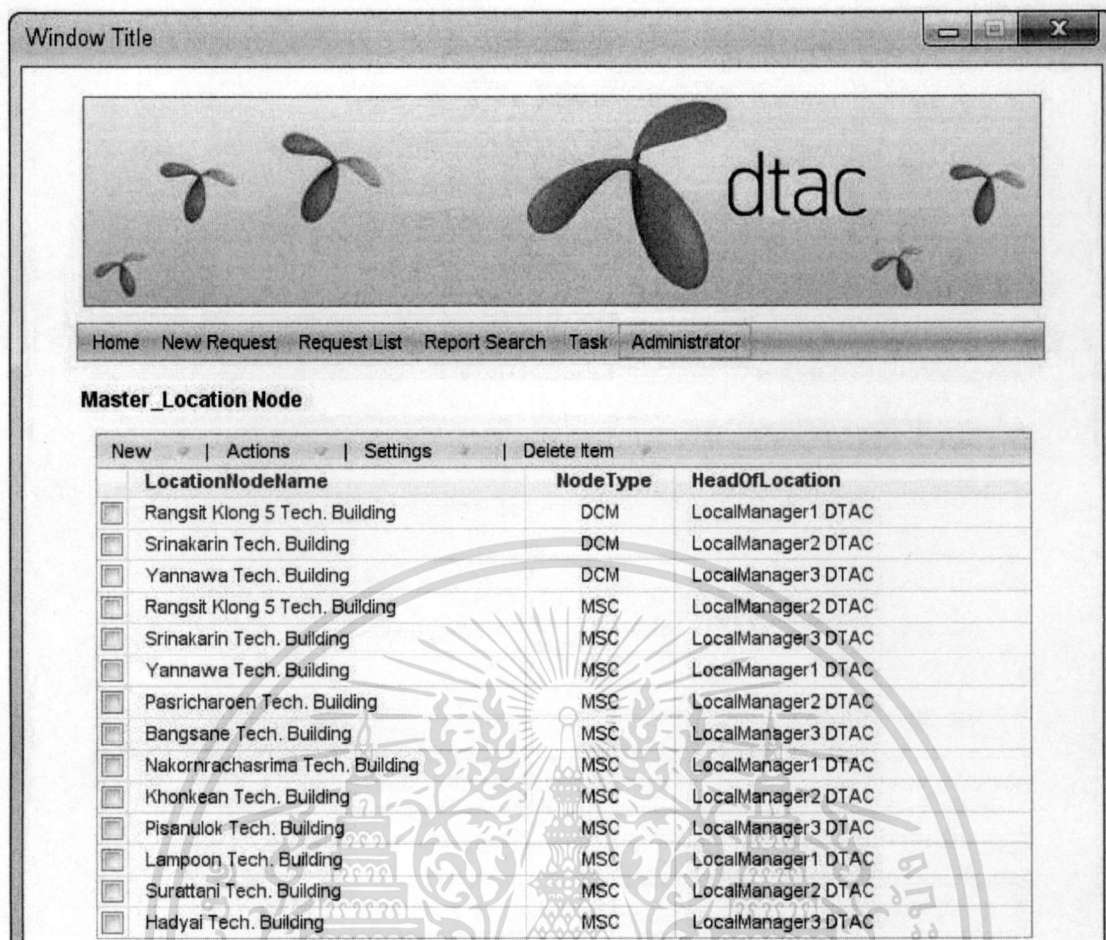 Window Title
dtac
Home New Request Request List Report Search Task Administrator
Master_Location Node
New | Actions | Settings | Delete Item
LocationNodeName NodeType HeadOfLocation
Rangsit Klong 5 Tech. Building DCM LocalManager1 DTAC
Srinakarin Tech. Building DCM LocalManager2 DTAC
Yannawa Tech. Building DCM LocalManager3 DTAC
Rangsit Klong 5 Tech. Building MSC LocalManager2 DTAC
Srinakarin Tech. Building MSC LocalManager3 DTAC
Yannawa Tech. Building MSC LocalManager1 DTAC
Pasricharoen Tech. Building MSC LocalManager2 DTAC
Bangsane Tech. Building MSC LocalManager3 DTAC
Nakornrachasrima Tech. Building MSC LocalManager1 DTAC
Khonkean Tech. Building MSC LocalManager2 DTAC
Pisanulok Tech. Building MSC LocalManager3 DTAC
Lampoon Tech. Building MSC LocalManager1 DTAC
Surattani Tech. Building MSC LocalManager2 DTAC
Hadyai Tech. Building MSC LocalManager3 DTAC